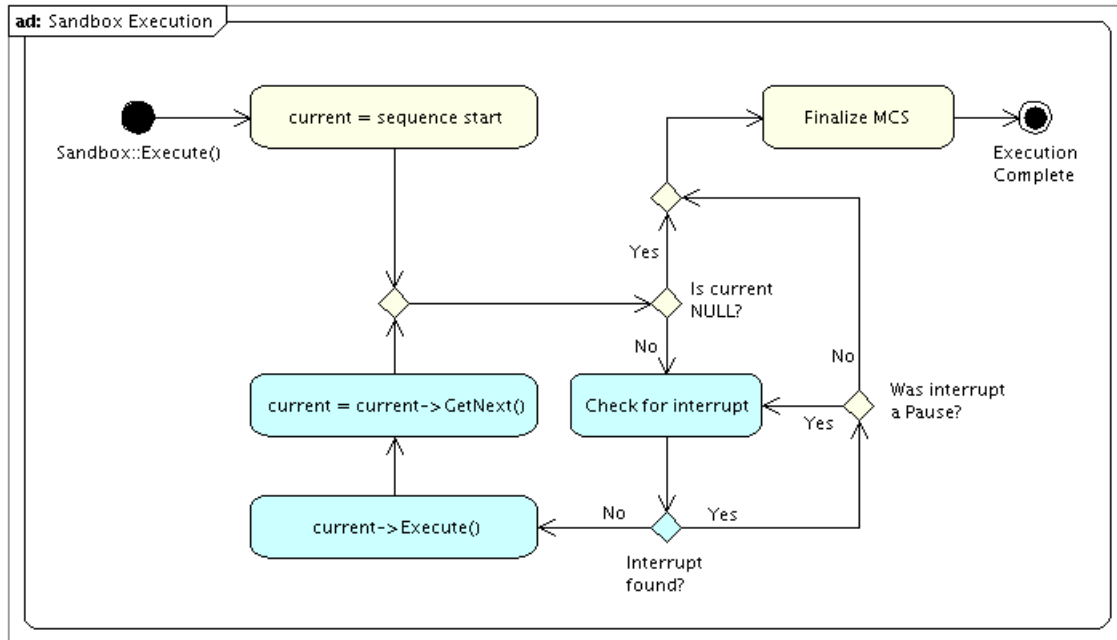 ad: Sandbox Execution
current = sequence start
Finalize MCS
Sandbox::Execute()
Execution
Complete
Yes
Is current
NULL?
No
No
current = current->GetNext()
Check for interrupt
Was interrupt
a Pause?
Yes
current->Execute()
No
Yes
Interrupt
found?